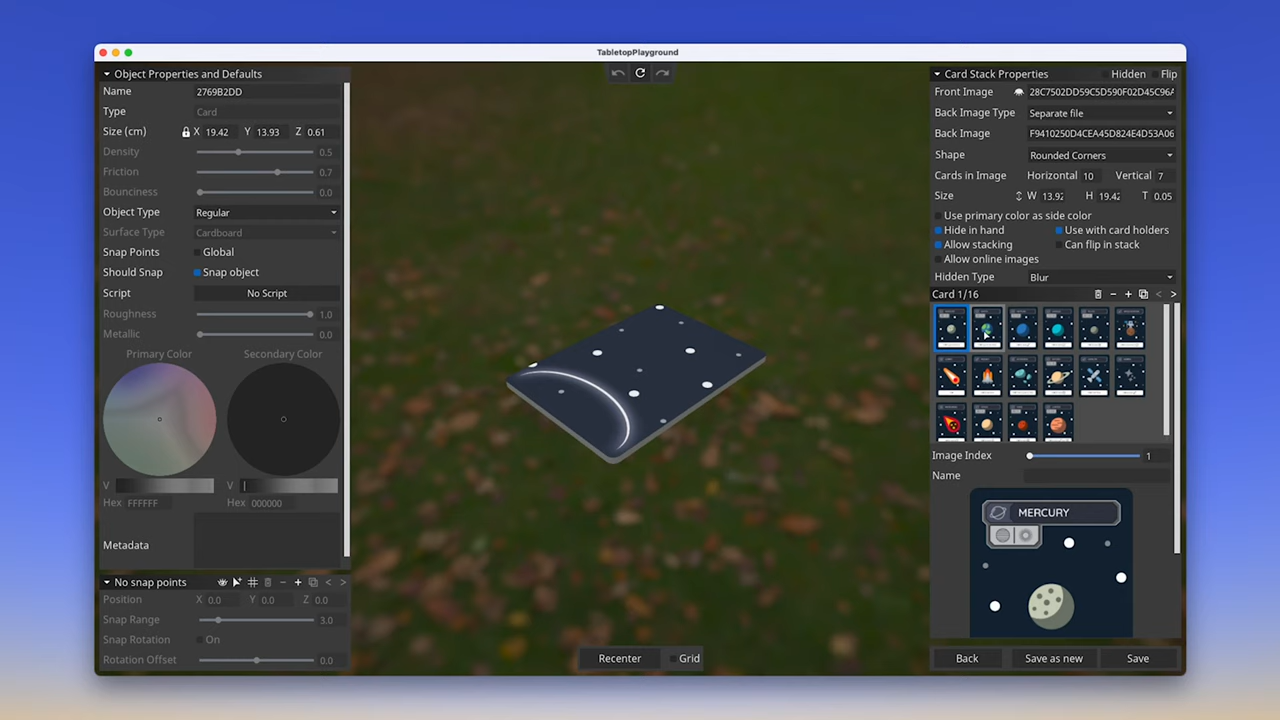 TabletopPlayground
Object Properties and Defaults
Name 2769B2DD
Type Card
Size (cm) X 19.42 Y 13.93 Z 0.61
Density 0.5
Friction 0.7
Bounciness 0.0
Object Type Regular
Surface Type Cardboard
Snap Points Global
Should Snap Snap object
Script No Script
Roughness 1.0
Metallic 0.0
Primary Color Secondary Color
V V
Hex FFFFFF Hex 000000
Metadata
No snap points
Position X 0.0 Y 0.0 Z 0.0
Snap Range 3.0
Snap Rotation On
Rotation Offset 0.0
Recenter Grid
Card Stack Properties Hidden Flip
Front Image 28C7502DD59C5D590F02D45C96A
Back Image Type Separate file
Back Image F9410250D4CEA45D824E4D53A06
Shape Rounded Corners
Cards in Image Horizontal 10 Vertical 7
Size W 13.92 H 19.42 T 0.05
Use primary color as side color
Hide in hand Use with card holders
Allow stacking Can flip in stack
Allow online images
Hidden Type Blur
Card 1/16
Image Index 1
Name
MERCURY
Back Save as new Save